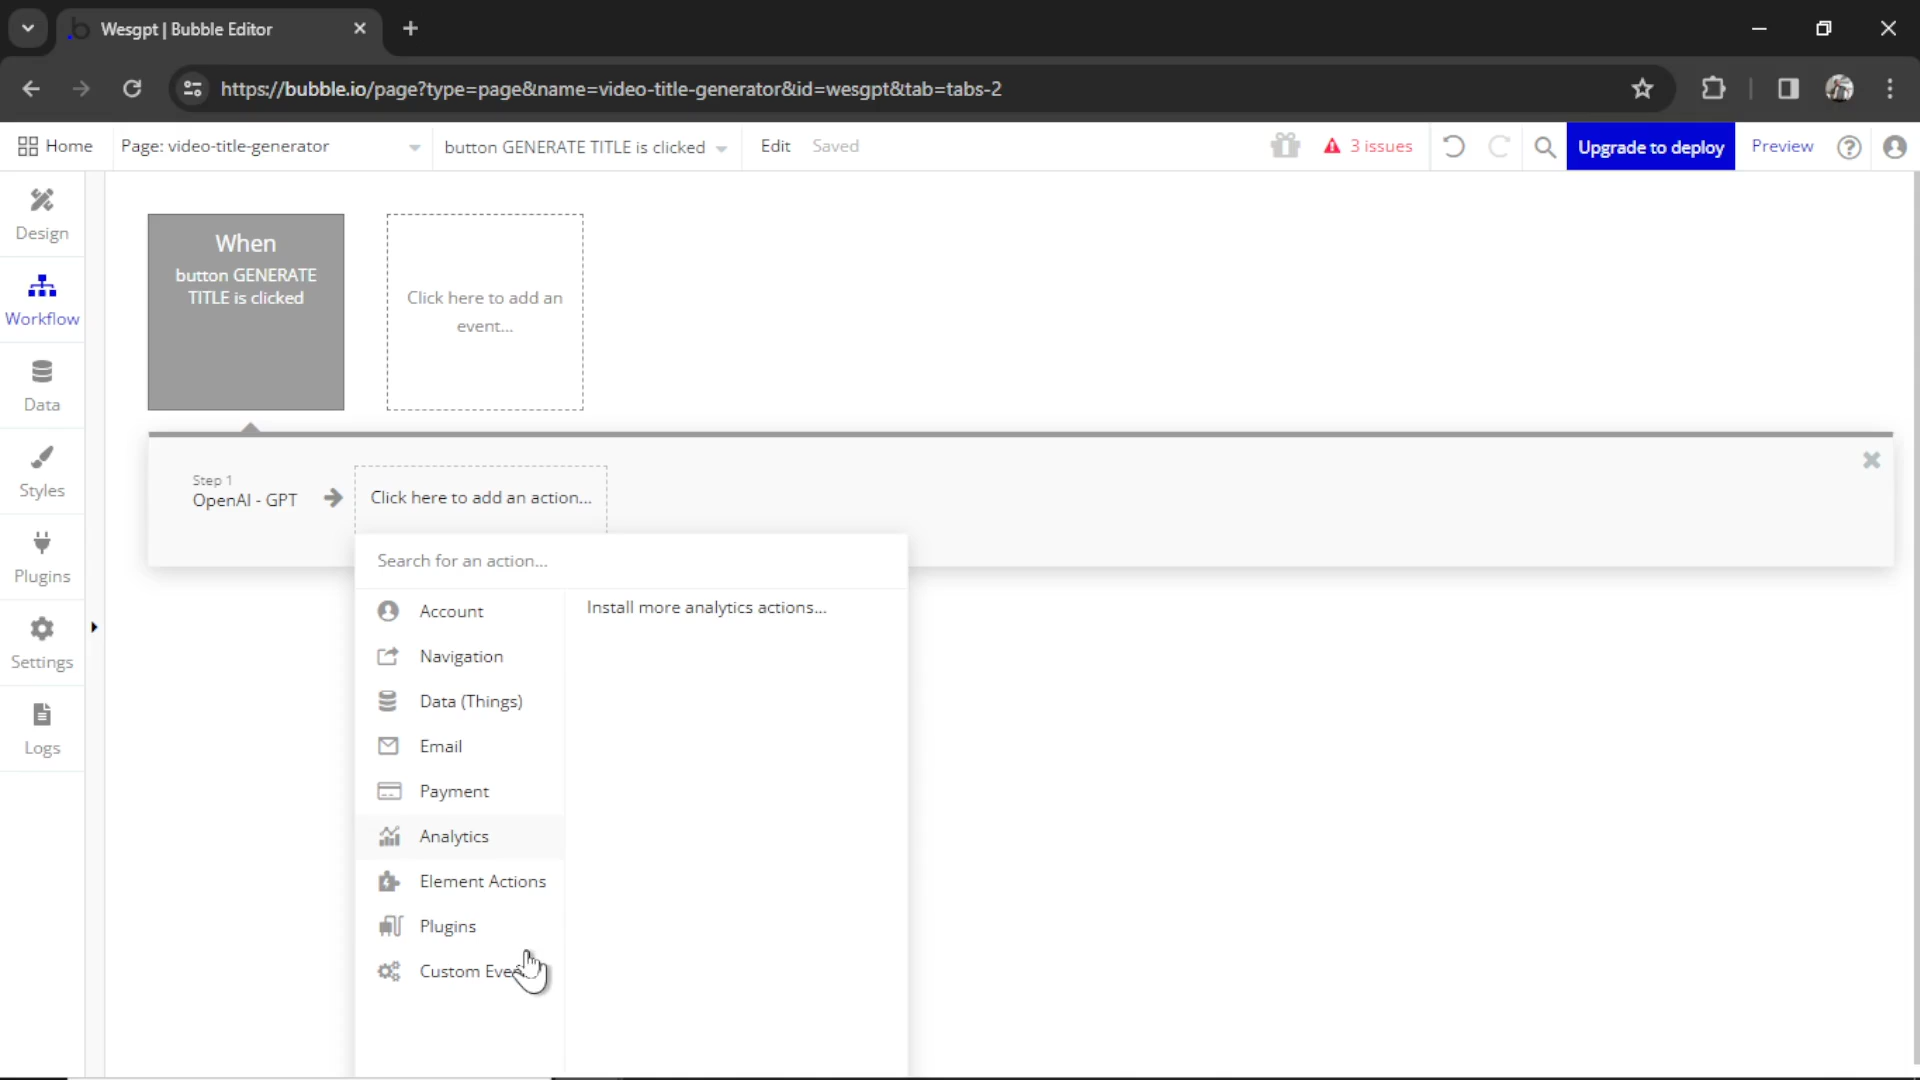 Wesgpt | Bubble Editor
https://bubble.io/page?type=page&name=video-title-generator&id=wesgpt&tab=tabs-2
Home
Page: video-title-generator
button GENERATE TITLE is clicked
Edit
Saved
3 issues
Upgrade to deploy
Preview
Design
Workflow
Data
Styles
Plugins
Settings
Logs
When
button GENERATE
TITLE is clicked
Click here to add an
event...
Step 1
OpenAI - GPT
Click here to add an action...
Search for an action...
Account
Navigation
Data (Things)
Email
Payment
Analytics
Element Actions
Plugins
Custom
Install more analytics actions...